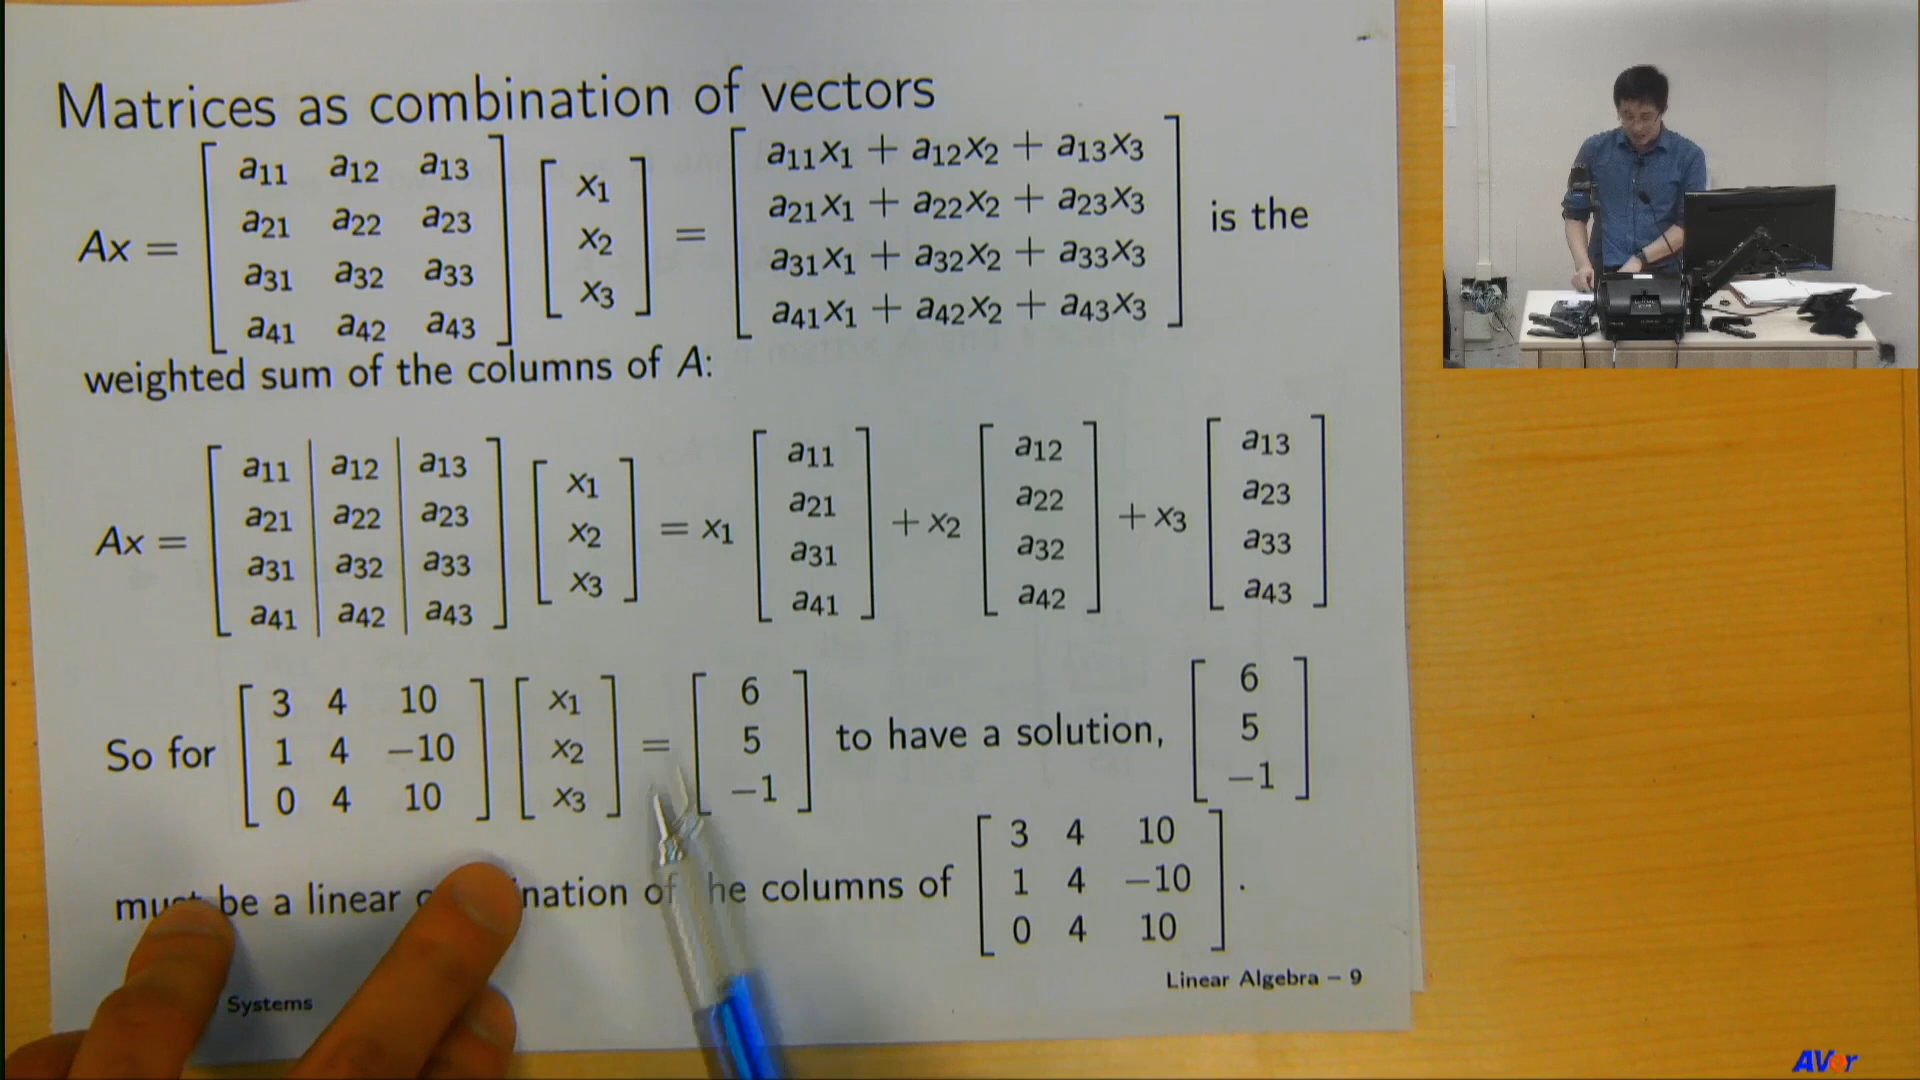 Matrices as combination of vectors
Ax = [ a11 a12 a13 ; a21 a22 a23 ; a31 a32 a33 ; a41 a42 a43 ] [ x1 ; x2 ; x3 ] = [ a11x1 + a12x2 + a13x3 ; a21x1 + a22x2 + a23x3 ; a31x1 + a32x2 + a33x3 ; a41x1 + a42x2 + a43x3 ] is the
weighted sum of the columns of A:
Ax = [ a11 | a12 | a13 ; a21 | a22 | a23 ; a31 | a32 | a33 ; a41 | a42 | a43 ] [ x1 ; x2 ; x3 ] = x1 [ a11 ; a21 ; a31 ; a41 ] + x2 [ a12 ; a22 ; a32 ; a42 ] + x3 [ a13 ; a23 ; a33 ; a43 ]
So for [ 3 4 10 ; 1 4 −10 ; 0 4 10 ] [ x1 ; x2 ; x3 ] = [ 6 ; 5 ; −1 ] to have a solution, [ 6 ; 5 ; −1 ]
must be a linear of he columns of [ 3 4 10 ; 1 4 −10 ; 0 4 10 ].
Systems
Linear Algebra – 9
AVer